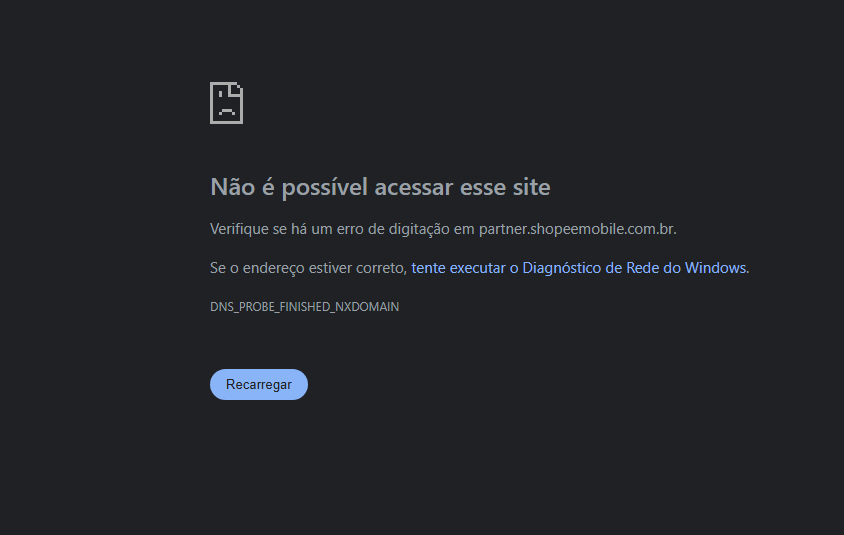 Não é possível acessar esse site
Verifique se há um erro de digitação em partner.shopeemobile.com.br.
Se o endereço estiver correto, tente executar o Diagnóstico de Rede do Windows.
DNS_PROBE_FINISHED_NXDOMAIN
Recarregar